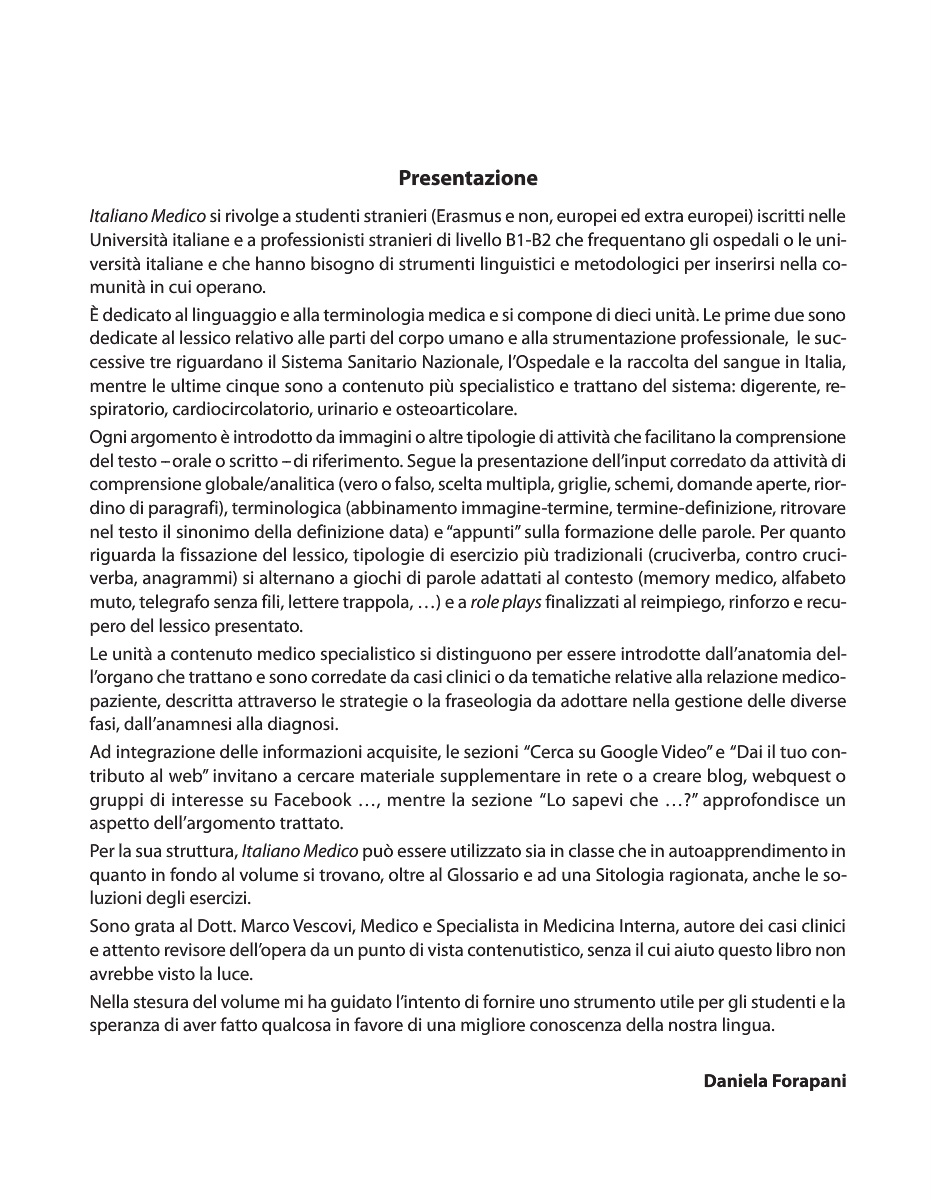 Presentazione
Italiano Medico si rivolge a studenti stranieri (Erasmus e non, europei ed extra europei) iscritti nelle
Università italiane e a professionisti stranieri di livello B1-B2 che frequentano gli ospedali o le uni-
versità italiane e che hanno bisogno di strumenti linguistici e metodologici per inserirsi nella co-
munità in cui operano.
È dedicato al linguaggio e alla terminologia medica e si compone di dieci unità. Le prime due sono
dedicate al lessico relativo alle parti del corpo umano e alla strumentazione professionale, le suc-
cessive tre riguardano il Sistema Sanitario Nazionale, l'Ospedale e la raccolta del sangue in Italia,
mentre le ultime cinque sono a contenuto più specialistico e trattano del sistema: digerente, re-
spiratorio, cardiocircolatorio, urinario e osteoarticolare.
Ogni argomento è introdotto da immagini o altre tipologie di attività che facilitano la comprensione
del testo – orale o scritto – di riferimento. Segue la presentazione dell'input corredato da attività di
comprensione globale/analitica (vero o falso, scelta multipla, griglie, schemi, domande aperte, rior-
dino di paragrafi), terminologica (abbinamento immagine-termine, termine-definizione, ritrovare
nel testo il sinonimo della definizione data) e "appunti" sulla formazione delle parole. Per quanto
riguarda la fissazione del lessico, tipologie di esercizio più tradizionali (cruciverba, contro cruci-
verba, anagrammi) si alternano a giochi di parole adattati al contesto (memory medico, alfabeto
muto, telegrafo senza fili, lettere trappola, …) e a role plays finalizzati al reimpiego, rinforzo e recu-
pero del lessico presentato.
Le unità a contenuto medico specialistico si distinguono per essere introdotte dall'anatomia del-
l'organo che trattano e sono corredate da casi clinici o da tematiche relative alla relazione medico-
paziente, descritta attraverso le strategie o la fraseologia da adottare nella gestione delle diverse
fasi, dall'anamnesi alla diagnosi.
Ad integrazione delle informazioni acquisite, le sezioni "Cerca su Google Video" e "Dai il tuo con-
tributo al web" invitano a cercare materiale supplementare in rete o a creare blog, webquest o
gruppi di interesse su Facebook …, mentre la sezione "Lo sapevi che …?" approfondisce un
aspetto dell'argomento trattato.
Per la sua struttura, Italiano Medico può essere utilizzato sia in classe che in autoapprendimento in
quanto in fondo al volume si trovano, oltre al Glossario e ad una Sitologia ragionata, anche le so-
luzioni degli esercizi.
Sono grata al Dott. Marco Vescovi, Medico e Specialista in Medicina Interna, autore dei casi clinici
e attento revisore dell'opera da un punto di vista contenutistico, senza il cui aiuto questo libro non
avrebbe visto la luce.
Nella stesura del volume mi ha guidato l'intento di fornire uno strumento utile per gli studenti e la
speranza di aver fatto qualcosa in favore di una migliore conoscenza della nostra lingua.
Daniela Forapani